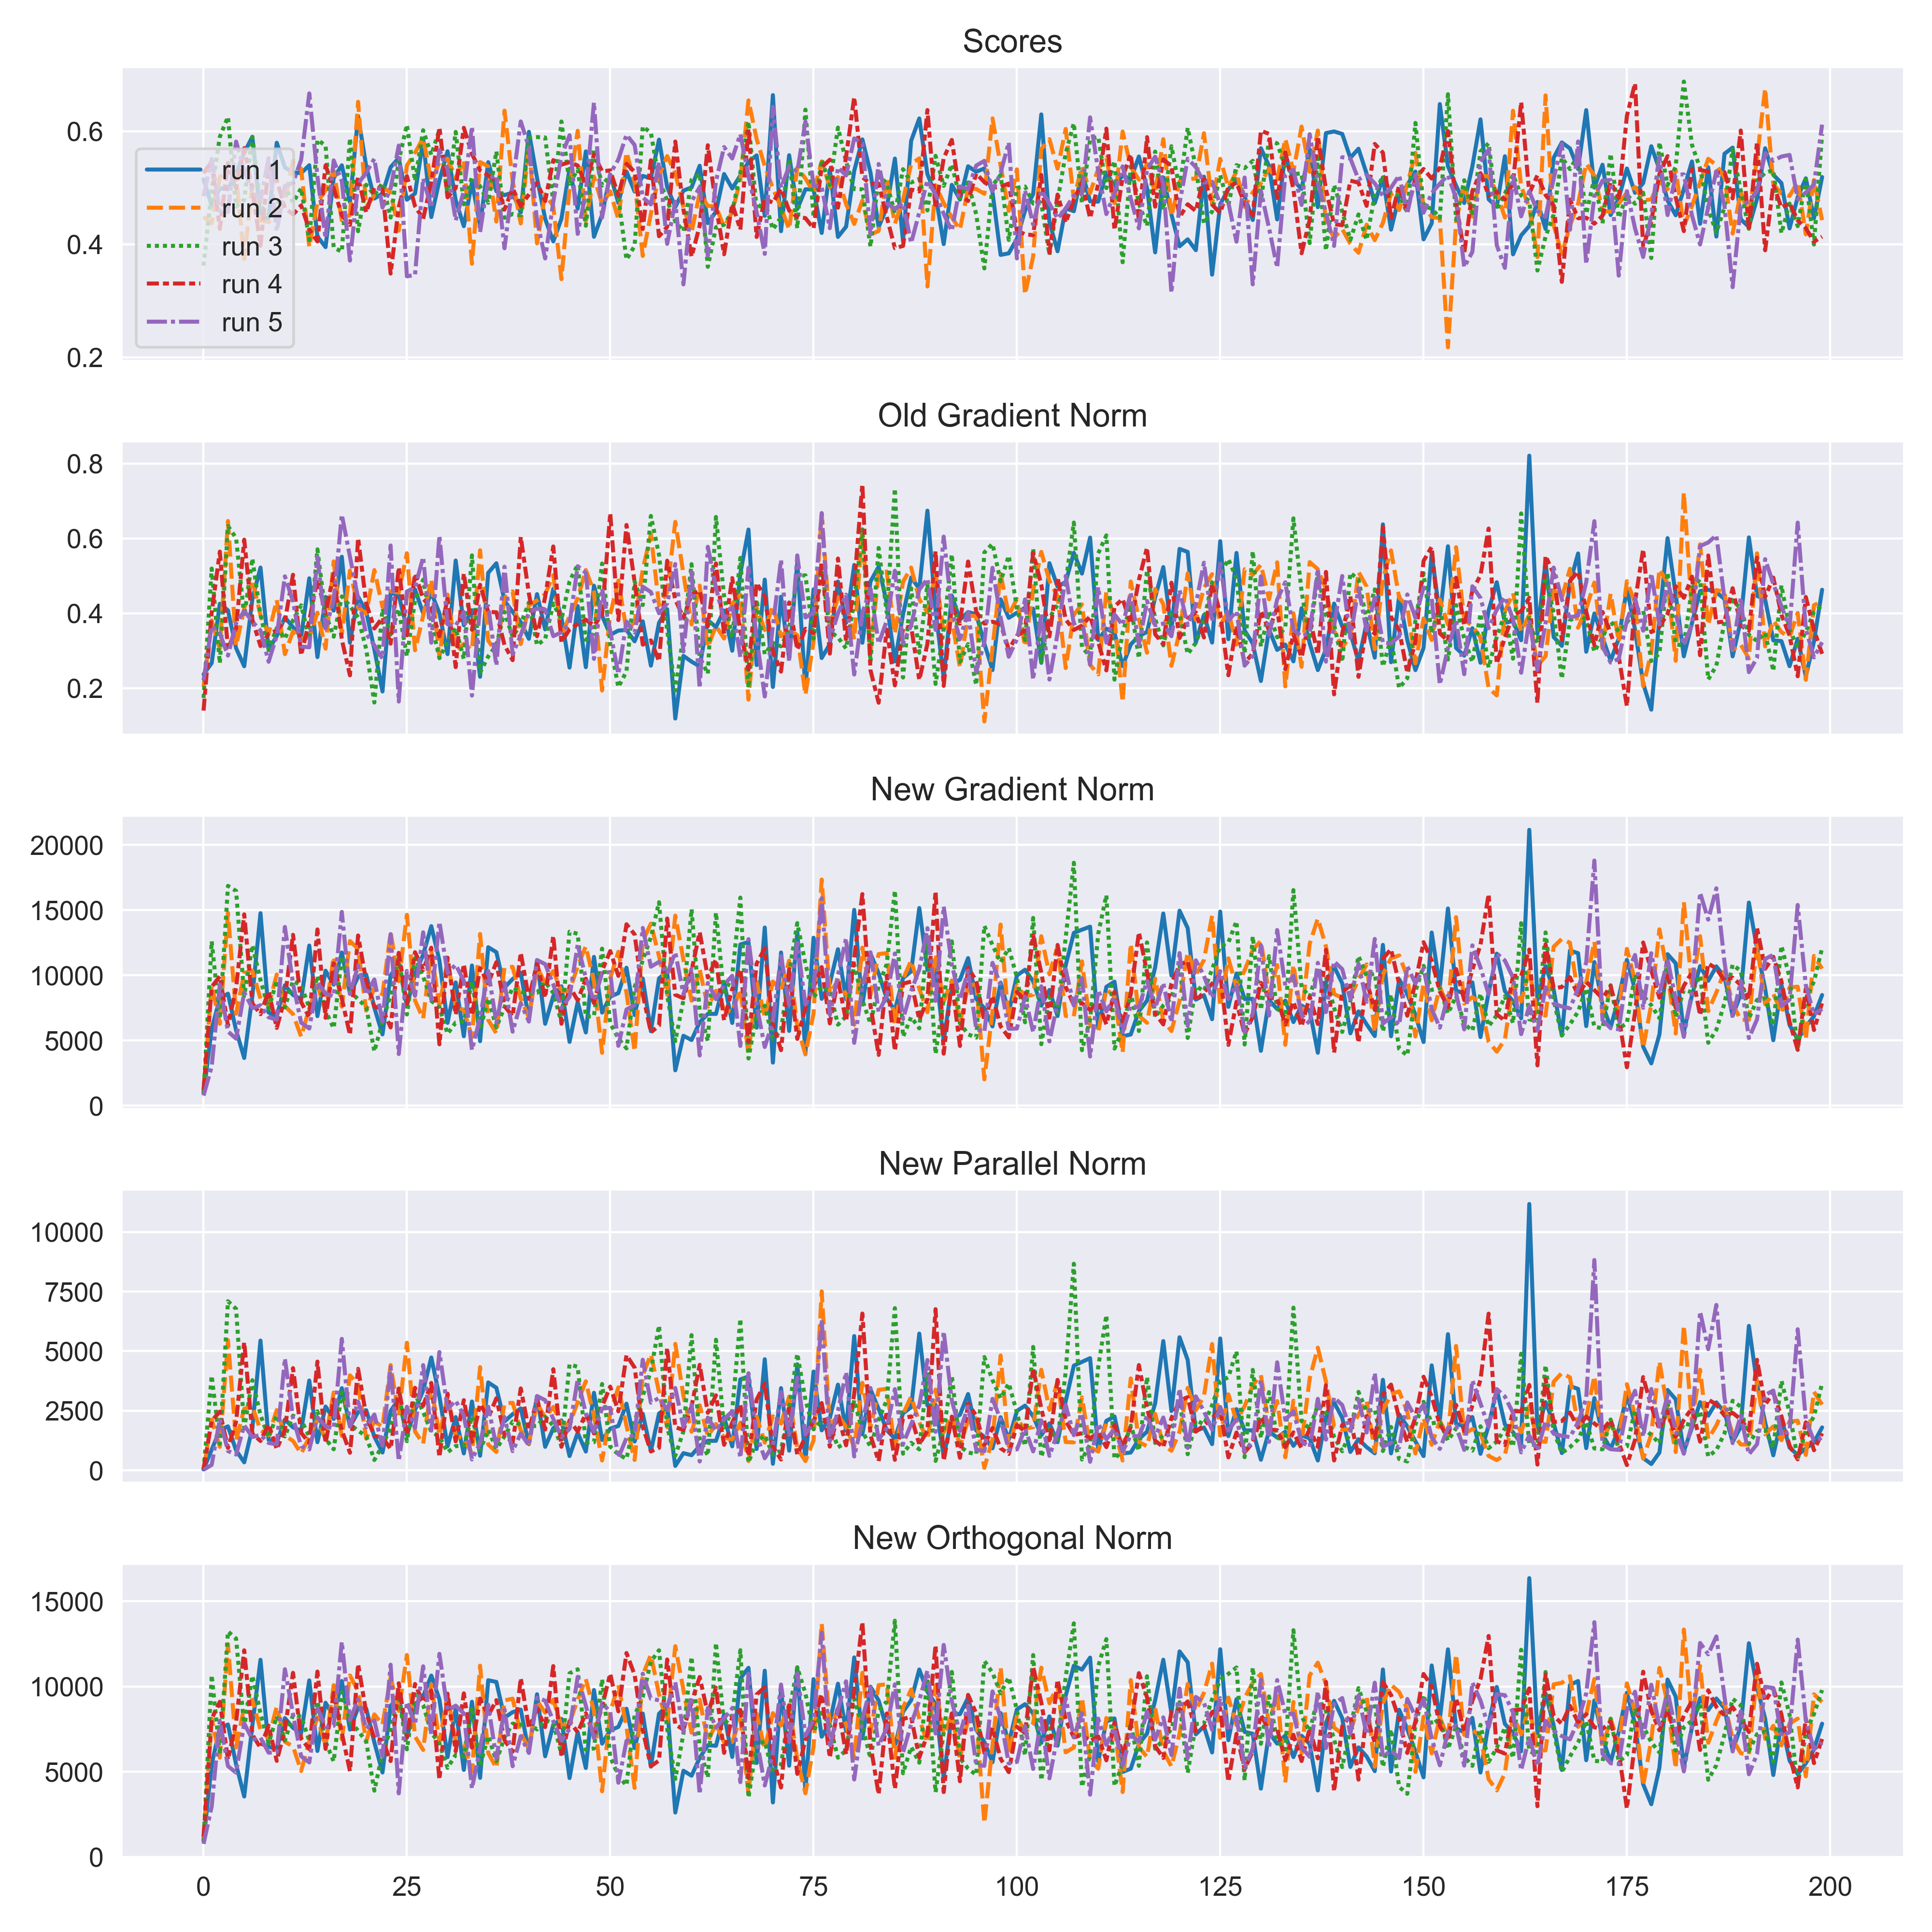 Scores
0.6
0.4
0.2
run 1
run 2
run 3
run 4
run 5
Old Gradient Norm
0.8
0.6
0.4
0.2
New Gradient Norm
20000
15000
10000
5000
0
New Parallel Norm
10000
7500
5000
2500
0
New Orthogonal Norm
15000
10000
5000
0
0 25 50 75 100 125 150 175 200